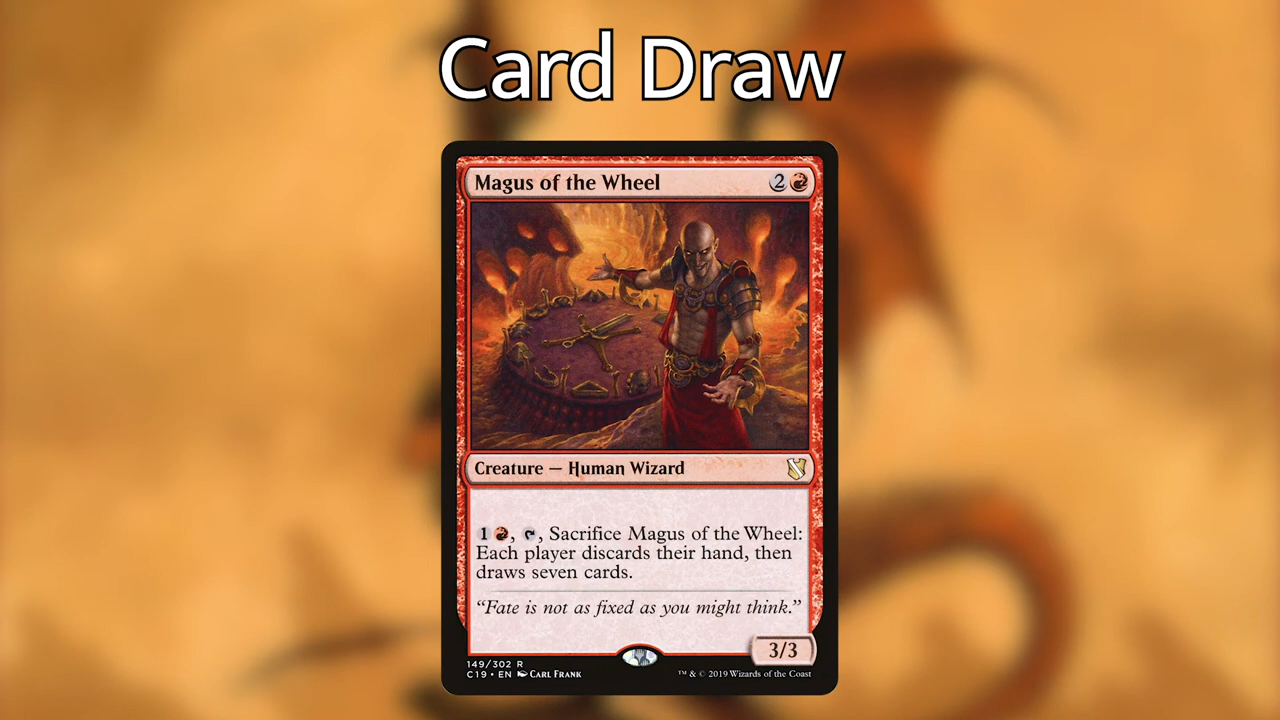 Card Draw
Magus of the Wheel 2
Creature — Human Wizard
1 , , Sacrifice Magus of the Wheel:
Each player discards their hand, then
draws seven cards.
“Fate is not as fixed as you might think.”
3/3
149/302 R
C19 • EN Carl Frank
™ & © 2019 Wizards of the Coast